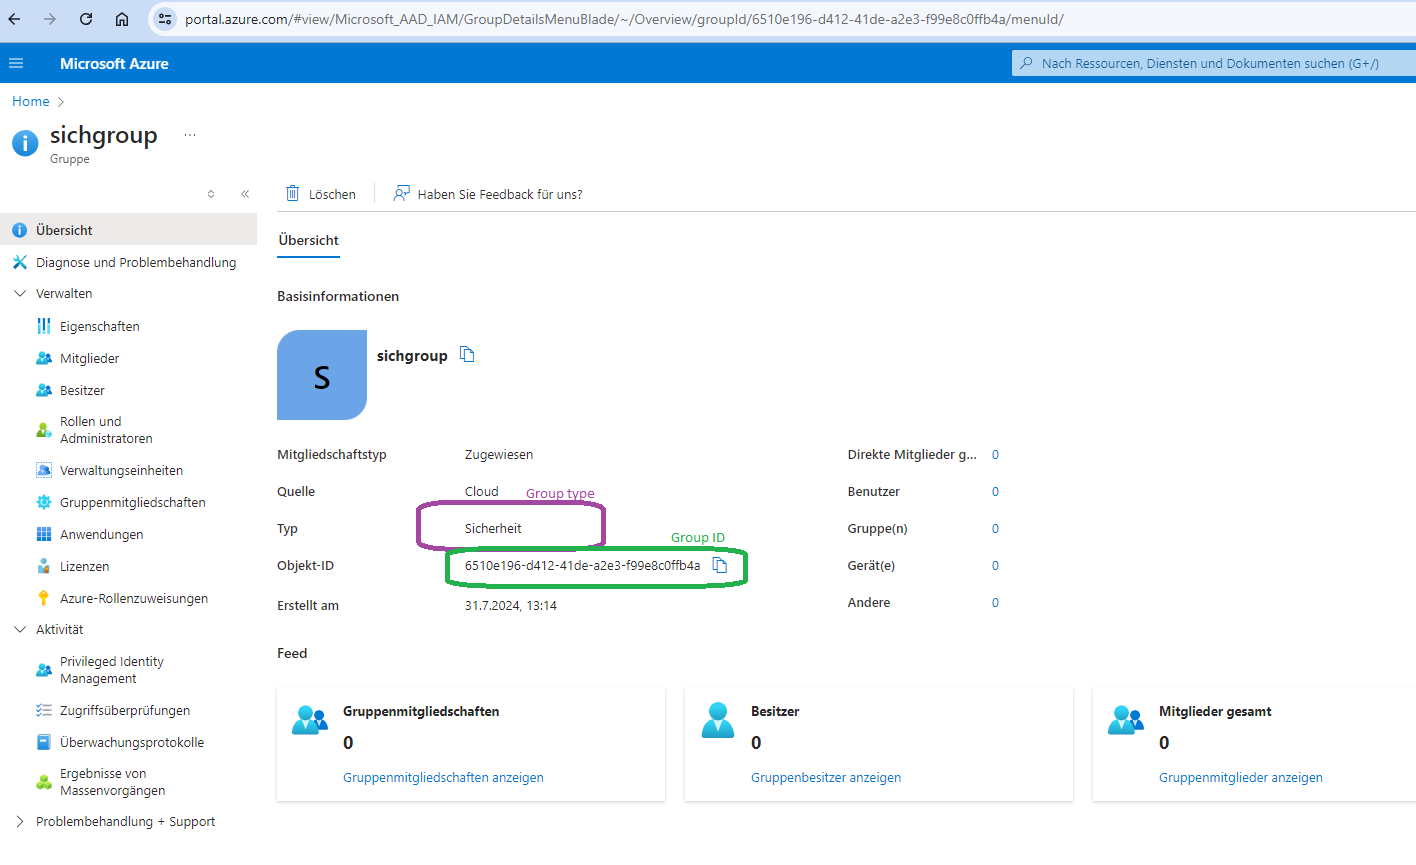 portal.azure.com/#view/Microsoft_AAD_IAM/GroupDetailsMenuBlade/~/Overview/groupId/6510e196-d412-41de-a2e3-f99e8c0ffb4a/menuId/
Microsoft Azure
Nach Ressourcen, Diensten und Dokumenten suchen (G+/)
Home
sichgroup ...
Gruppe
Löschen
Haben Sie Feedback für uns?
Übersicht
Diagnose und Problembehandlung
Verwalten
Eigenschaften
Mitglieder
Besitzer
Rollen und
Administratoren
Verwaltungseinheiten
Gruppenmitgliedschaften
Anwendungen
Lizenzen
Azure-Rollenzuweisungen
Aktivität
Privileged Identity
Management
Zugriffsüberprüfungen
Überwachungsprotokolle
Ergebnisse von
Massenvorgängen
Problembehandlung + Support
Übersicht
Basisinformationen
S
sichgroup
Mitgliedschaftstyp Zugewiesen
Quelle Cloud
Group type
Typ Sicherheit
Group ID
Objekt-ID 6510e196-d412-41de-a2e3-f99e8c0ffb4a
Erstellt am 31.7.2024, 13:14
Direkte Mitglieder g... 0
Benutzer 0
Gruppe(n) 0
Gerät(e) 0
Andere 0
Feed
Gruppenmitgliedschaften
0
Gruppenmitgliedschaften anzeigen
Besitzer
0
Gruppenbesitzer anzeigen
Mitglieder gesamt
0
Gruppenmitglieder anzeigen